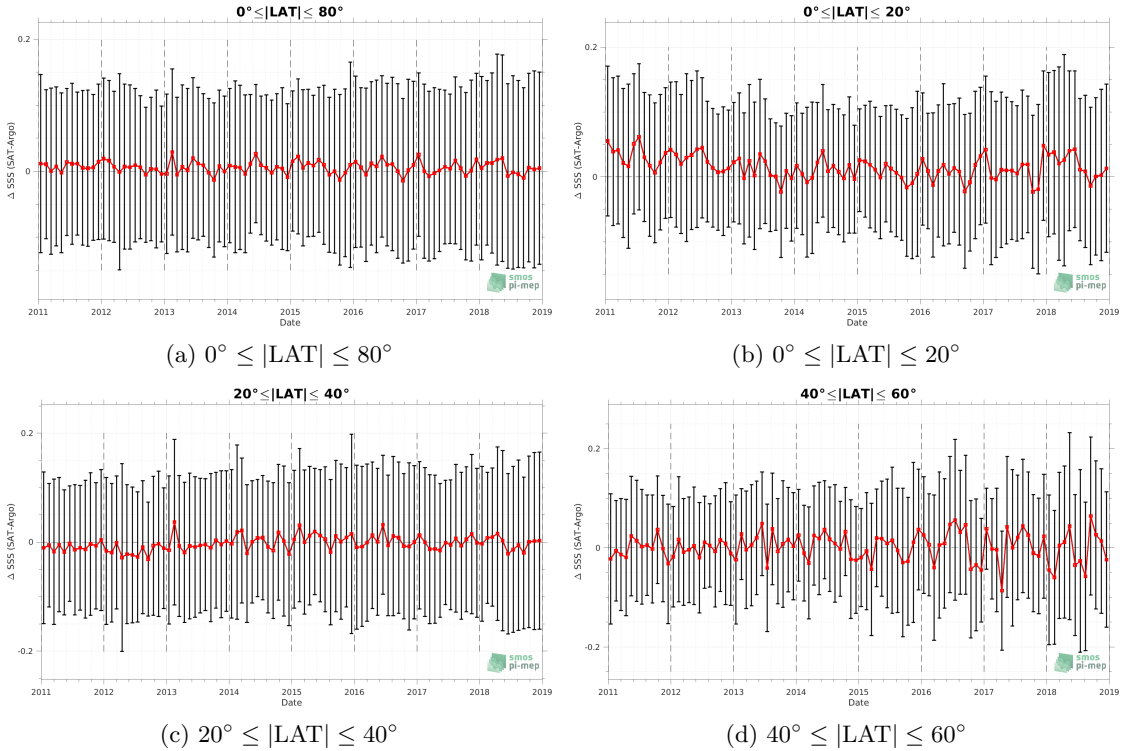 0°≤|LAT|≤ 80°
0.2
0
Δ SSS (SAT-Argo)
smos
pi-mep
2011 2012 2013 2014 2015 2016 2017 2018 2019
Date
(a) 0° ≤ |LAT| ≤ 80°
0°≤|LAT|≤ 20°
0.2
0
Δ SSS (SAT-Argo)
smos
pi-mep
2011 2012 2013 2014 2015 2016 2017 2018 2019
Date
(b) 0° ≤ |LAT| ≤ 20°
20°≤|LAT|≤ 40°
0.2
0
-0.2
Δ SSS (SAT-Argo)
smos
pi-mep
2011 2012 2013 2014 2015 2016 2017 2018 2019
Date
(c) 20° ≤ |LAT| ≤ 40°
40°≤|LAT|≤ 60°
0.2
0
-0.2
Δ SSS (SAT-Argo)
smos
pi-mep
2011 2012 2013 2014 2015 2016 2017 2018 2019
Date
(d) 40° ≤ |LAT| ≤ 60°